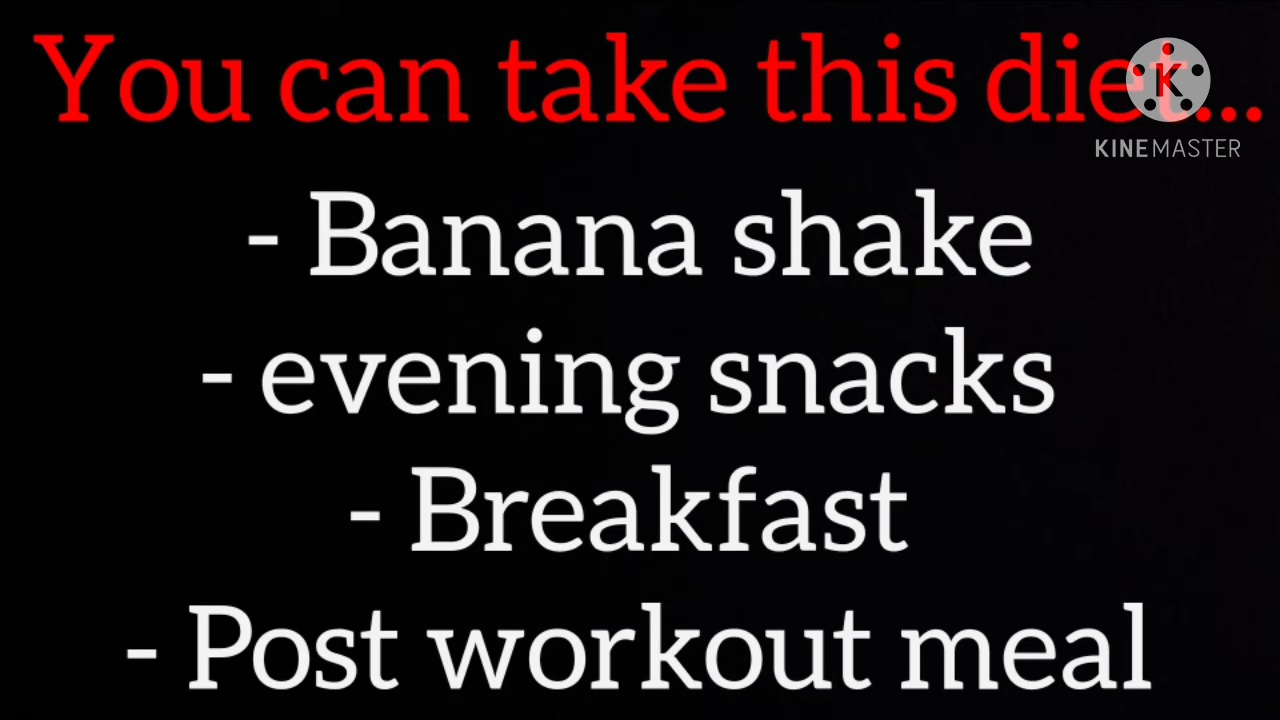 You can take this diet...
K
KINEMASTER
- Banana shake
- evening snacks
- Breakfast
- Post workout meal